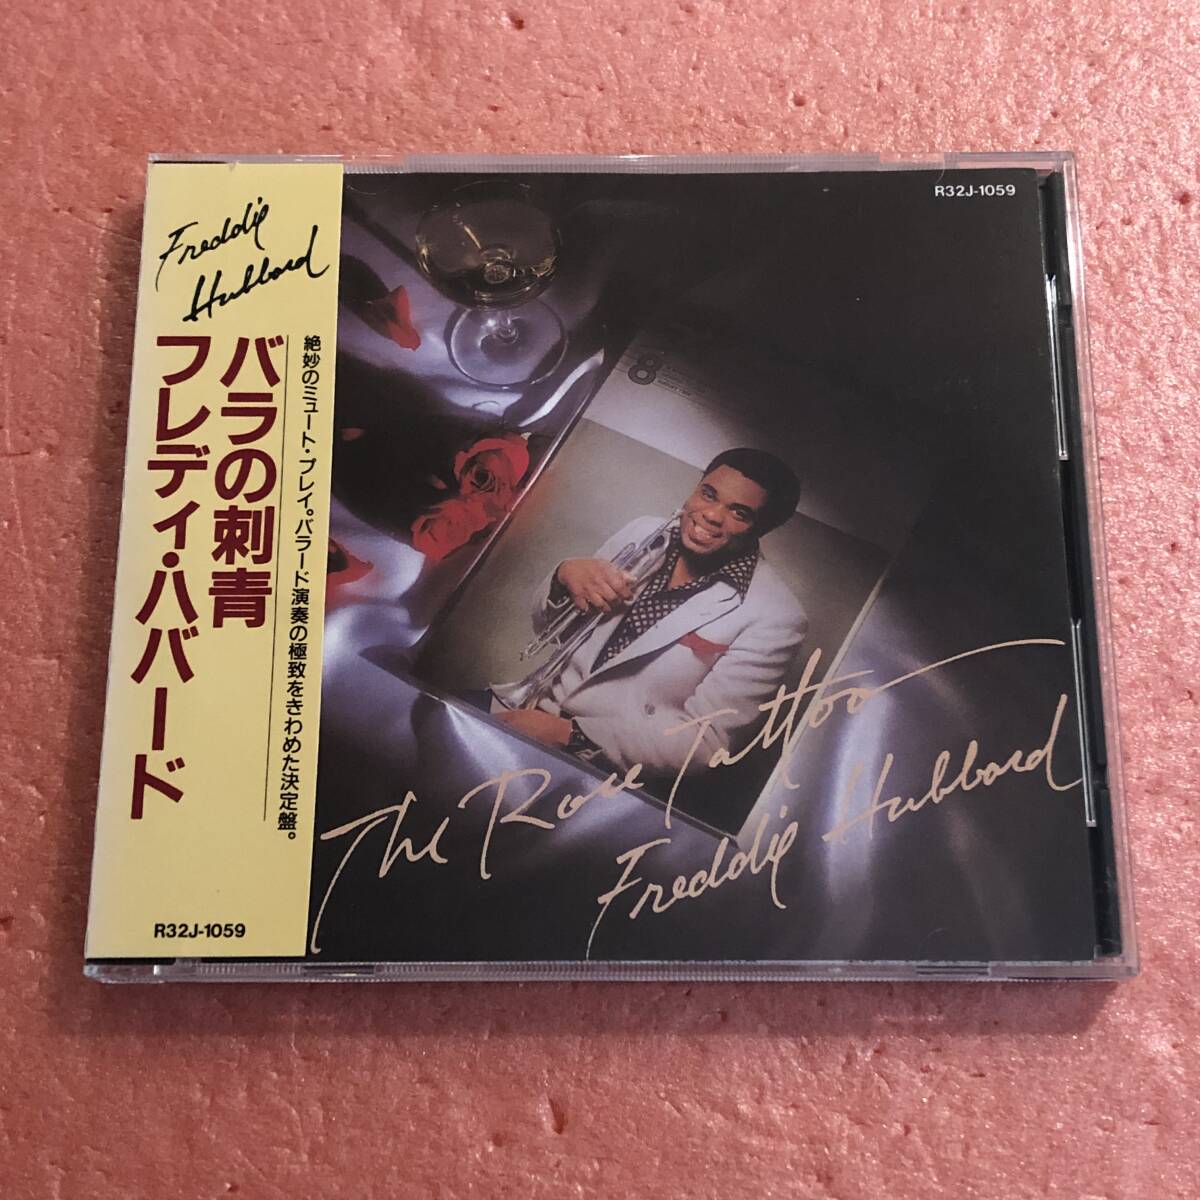 Freddie
Hubbard
絶妙のミュート・プレイ。バラード演奏の極致をきわめた決定盤。
バラの刺青
フレディ・ハバード
R32J-1059
R32J-1059
8
The Rose Tattoo
Freddie Hubbard